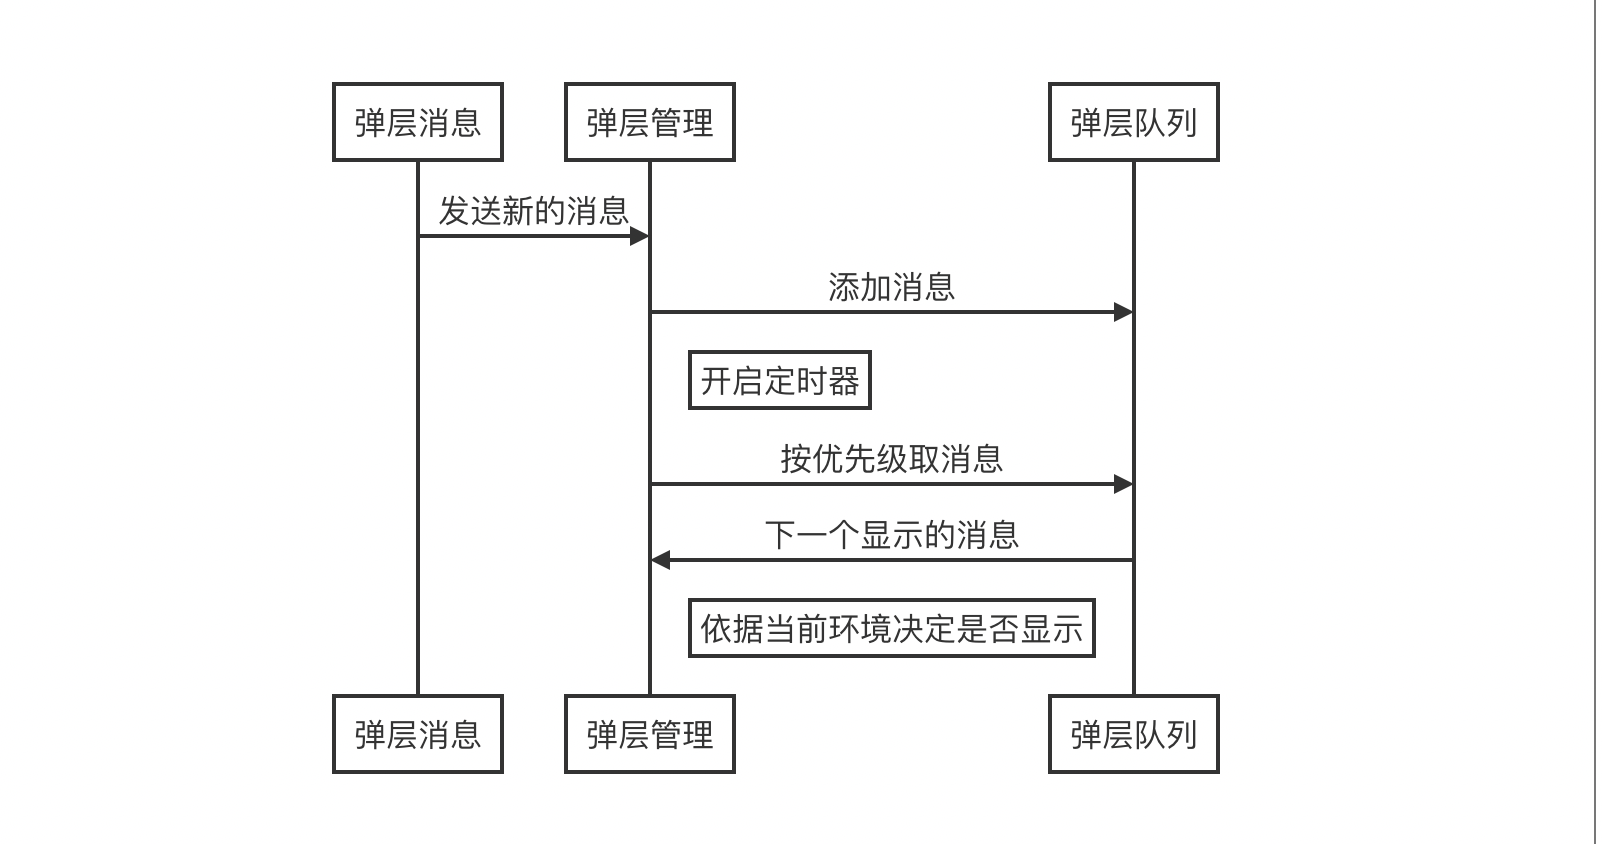 弹层消息
弹层管理
弹层队列
发送新的消息
添加消息
开启定时器
按优先级取消息
下一个显示的消息
依据当前环境决定是否显示
弹层消息
弹层管理
弹层队列